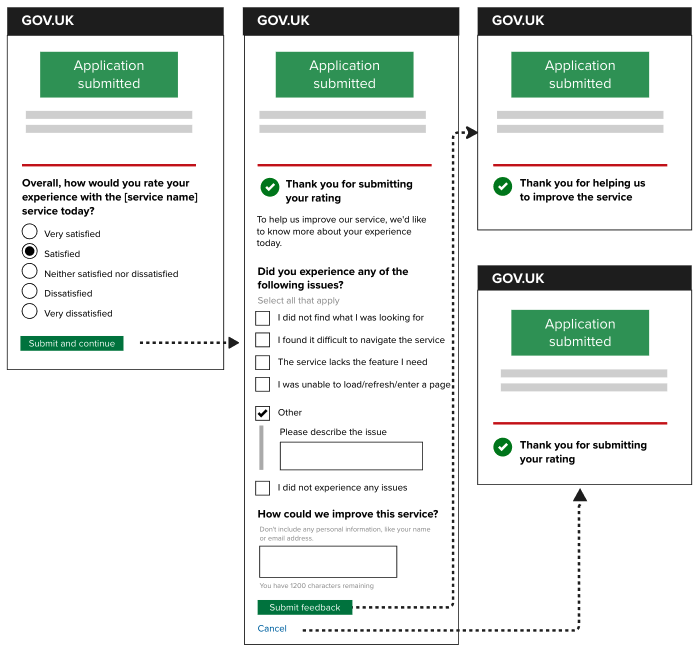 GOV.UK
Application
submitted
Overall, how would you rate your
experience with the [service name]
service today?
Very satisfied
Satisfied
Neither satisfied nor dissatisfied
Dissatisfied
Very dissatisfied
Submit and continue
GOV.UK
Application
submitted
Thank you for submitting
your rating
To help us improve our service, we'd like
to know more about your experience
today.
Did you experience any of the
following issues?
Select all that apply
I did not find what I was looking for
I found it difficult to navigate the service
The service lacks the feature I need
I was unable to load/refresh/enter a page
Other
Please describe the issue
I did not experience any issues
How could we improve this service?
Don't include any personal information, like your name
or email address.
You have 1200 characters remaining
Submit feedback
Cancel
GOV.UK
Application
submitted
Thank you for helping us
to improve the service
GOV.UK
Application
submitted
Thank you for submitting
your rating